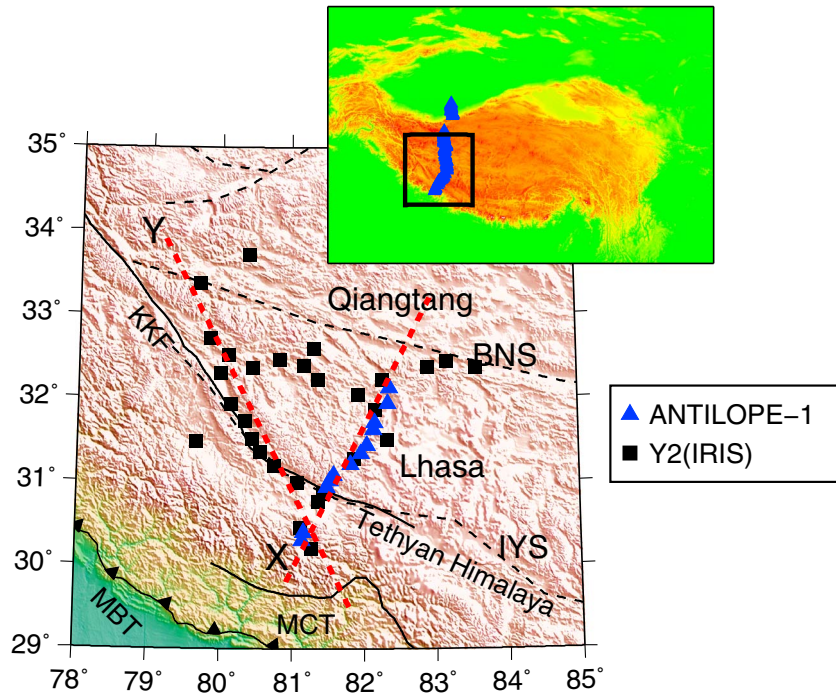 35°
34°
33°
32°
31°
30°
29°
78°
79°
80°
81°
82°
83°
84°
85°
Y
Qiangtang
KKF
BNS
Lhasa
X
Tethyan Himalaya
IYS
MBT
MCT
ANTILOPE−1
Y2(IRIS)